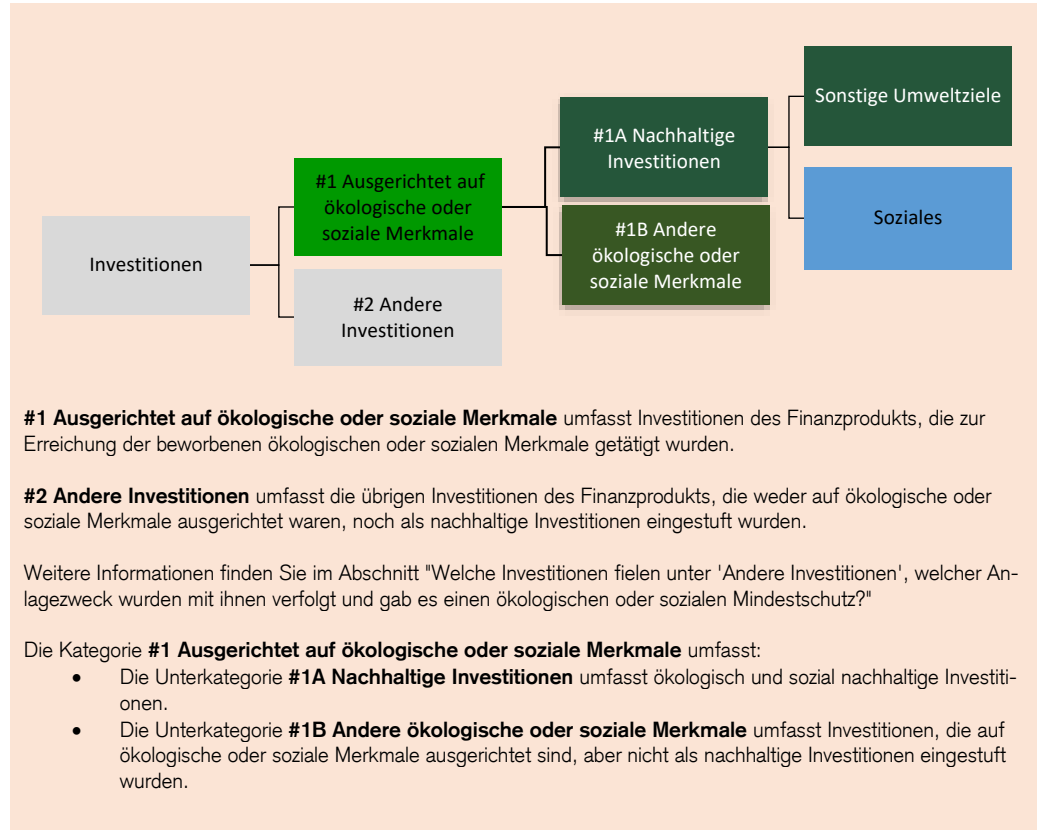 Sonstige Umweltziele
#1A Nachhaltige
Investitionen
#1 Ausgerichtet auf
ökologische oder
soziale Merkmale
Soziales
#1B Andere
ökologische oder
soziale Merkmale
Investitionen
#2 Andere
Investitionen
#1 Ausgerichtet auf ökologische oder soziale Merkmale umfasst Investitionen des Finanzprodukts, die zur
Erreichung der beworbenen ökologischen oder sozialen Merkmale getätigt wurden.
#2 Andere Investitionen umfasst die übrigen Investitionen des Finanzprodukts, die weder auf ökologische oder
soziale Merkmale ausgerichtet waren, noch als nachhaltige Investitionen eingestuft wurden.
Weitere Informationen finden Sie im Abschnitt "Welche Investitionen fielen unter 'Andere Investitionen', welcher An-
lagezweck wurden mit ihnen verfolgt und gab es einen ökologischen oder sozialen Mindestschutz?"
Die Kategorie #1 Ausgerichtet auf ökologische oder soziale Merkmale umfasst:
• Die Unterkategorie #1A Nachhaltige Investitionen umfasst ökologisch und sozial nachhaltige Investiti-
onen.
• Die Unterkategorie #1B Andere ökologische oder soziale Merkmale umfasst Investitionen, die auf
ökologische oder soziale Merkmale ausgerichtet sind, aber nicht als nachhaltige Investitionen eingestuft
wurden.